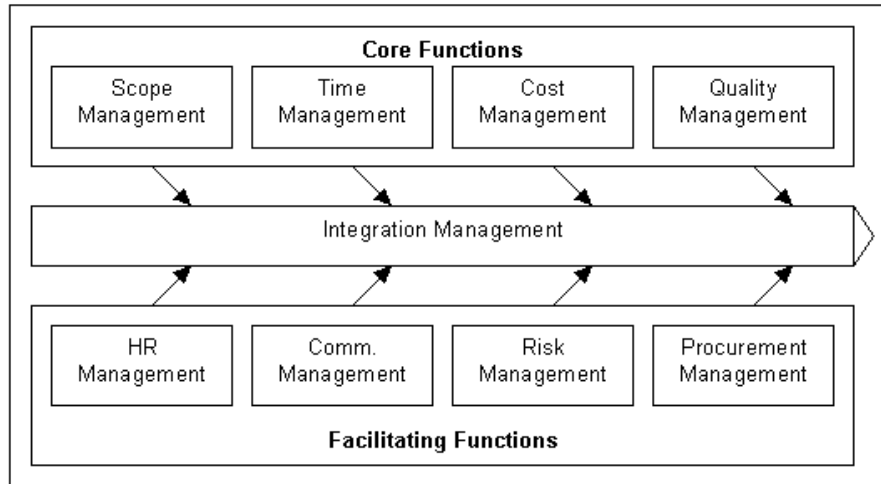 Core Functions
Scope
Management
Time
Management
Cost
Management
Quality
Management
Integration Management
HR
Management
Comm.
Management
Risk
Management
Procurement
Management
Facilitating Functions